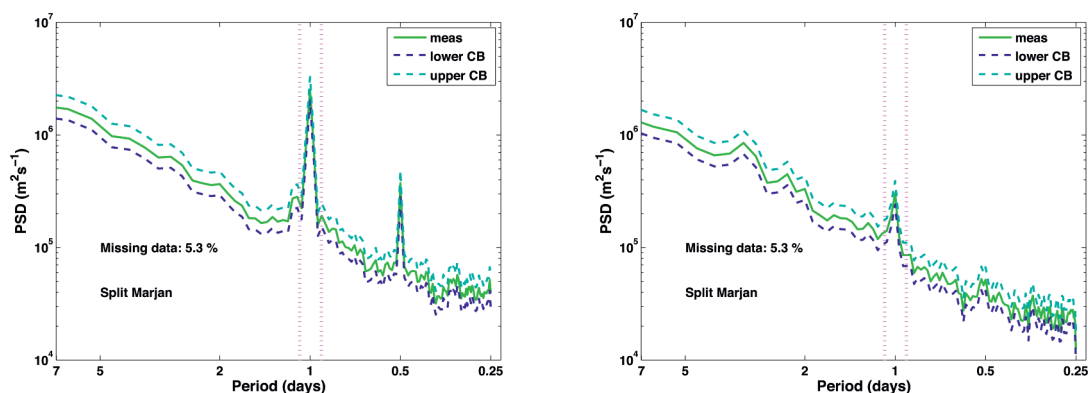 10^7
10^6
10^5
10^4
PSD (m^2s^-1)
meas
lower CB
upper CB
Missing data: 5.3 %
Split Marjan
7 5 2 1 0.5 0.25
Period (days)
10^7
10^6
10^5
10^4
PSD (m^2s^-1)
meas
lower CB
upper CB
Missing data: 5.3 %
Split Marjan
7 5 2 1 0.5 0.25
Period (days)